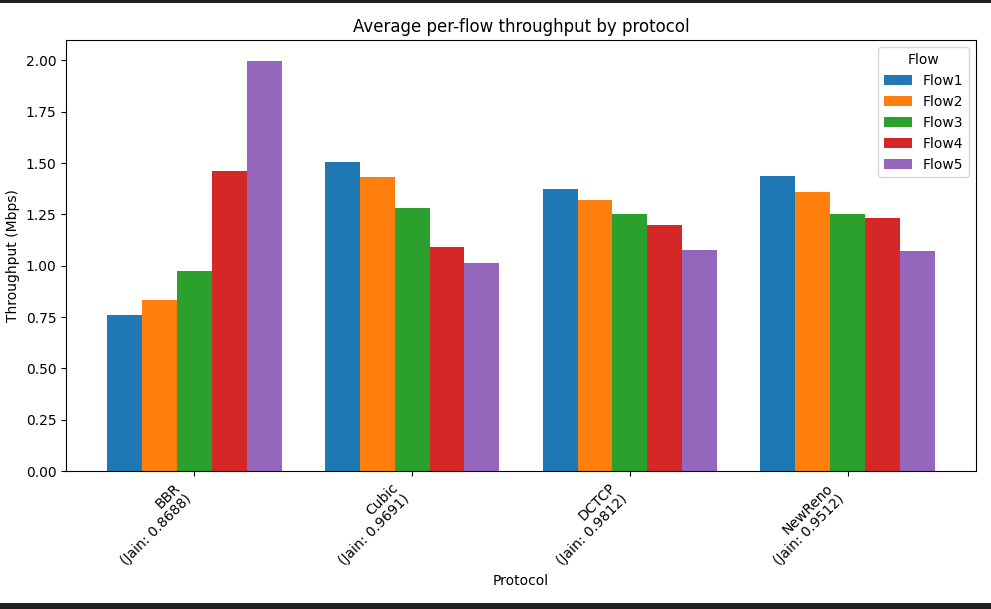 Average per-flow throughput by protocol
Throughput (Mbps)
2.00
1.75
1.50
1.25
1.00
0.75
0.50
0.25
0.00
Flow
Flow1
Flow2
Flow3
Flow4
Flow5
BBR
(Jain: 0.8688)
Cubic
(Jain: 0.9691)
DCTCP
(Jain: 0.9812)
NewReno
(Jain: 0.9512)
Protocol